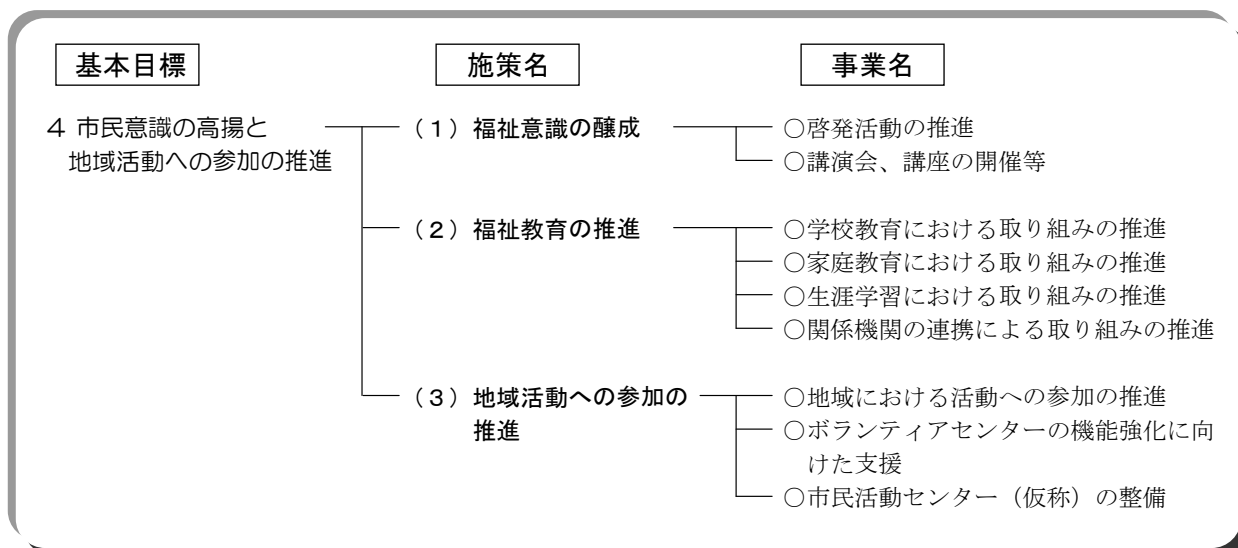 基本目標
施策名
事業名
4 市民意識の高揚と
地域活動への参加の推進
（１）福祉意識の醸成
○啓発活動の推進
○講演会、講座の開催等
（２）福祉教育の推進
○学校教育における取り組みの推進
○家庭教育における取り組みの推進
○生涯学習における取り組みの推進
○関係機関の連携による取り組みの推進
（３）地域活動への参加の
推進
○地域における活動への参加の推進
○ボランティアセンターの機能強化に向
けた支援
○市民活動センター（仮称）の整備